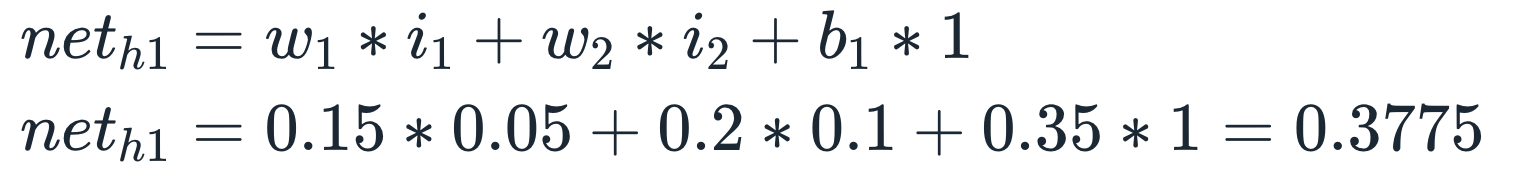 net_{h1} = w_1 * i_1 + w_2 * i_2 + b_1 * 1
net_{h1} = 0.15 * 0.05 + 0.2 * 0.1 + 0.35 * 1 = 0.3775